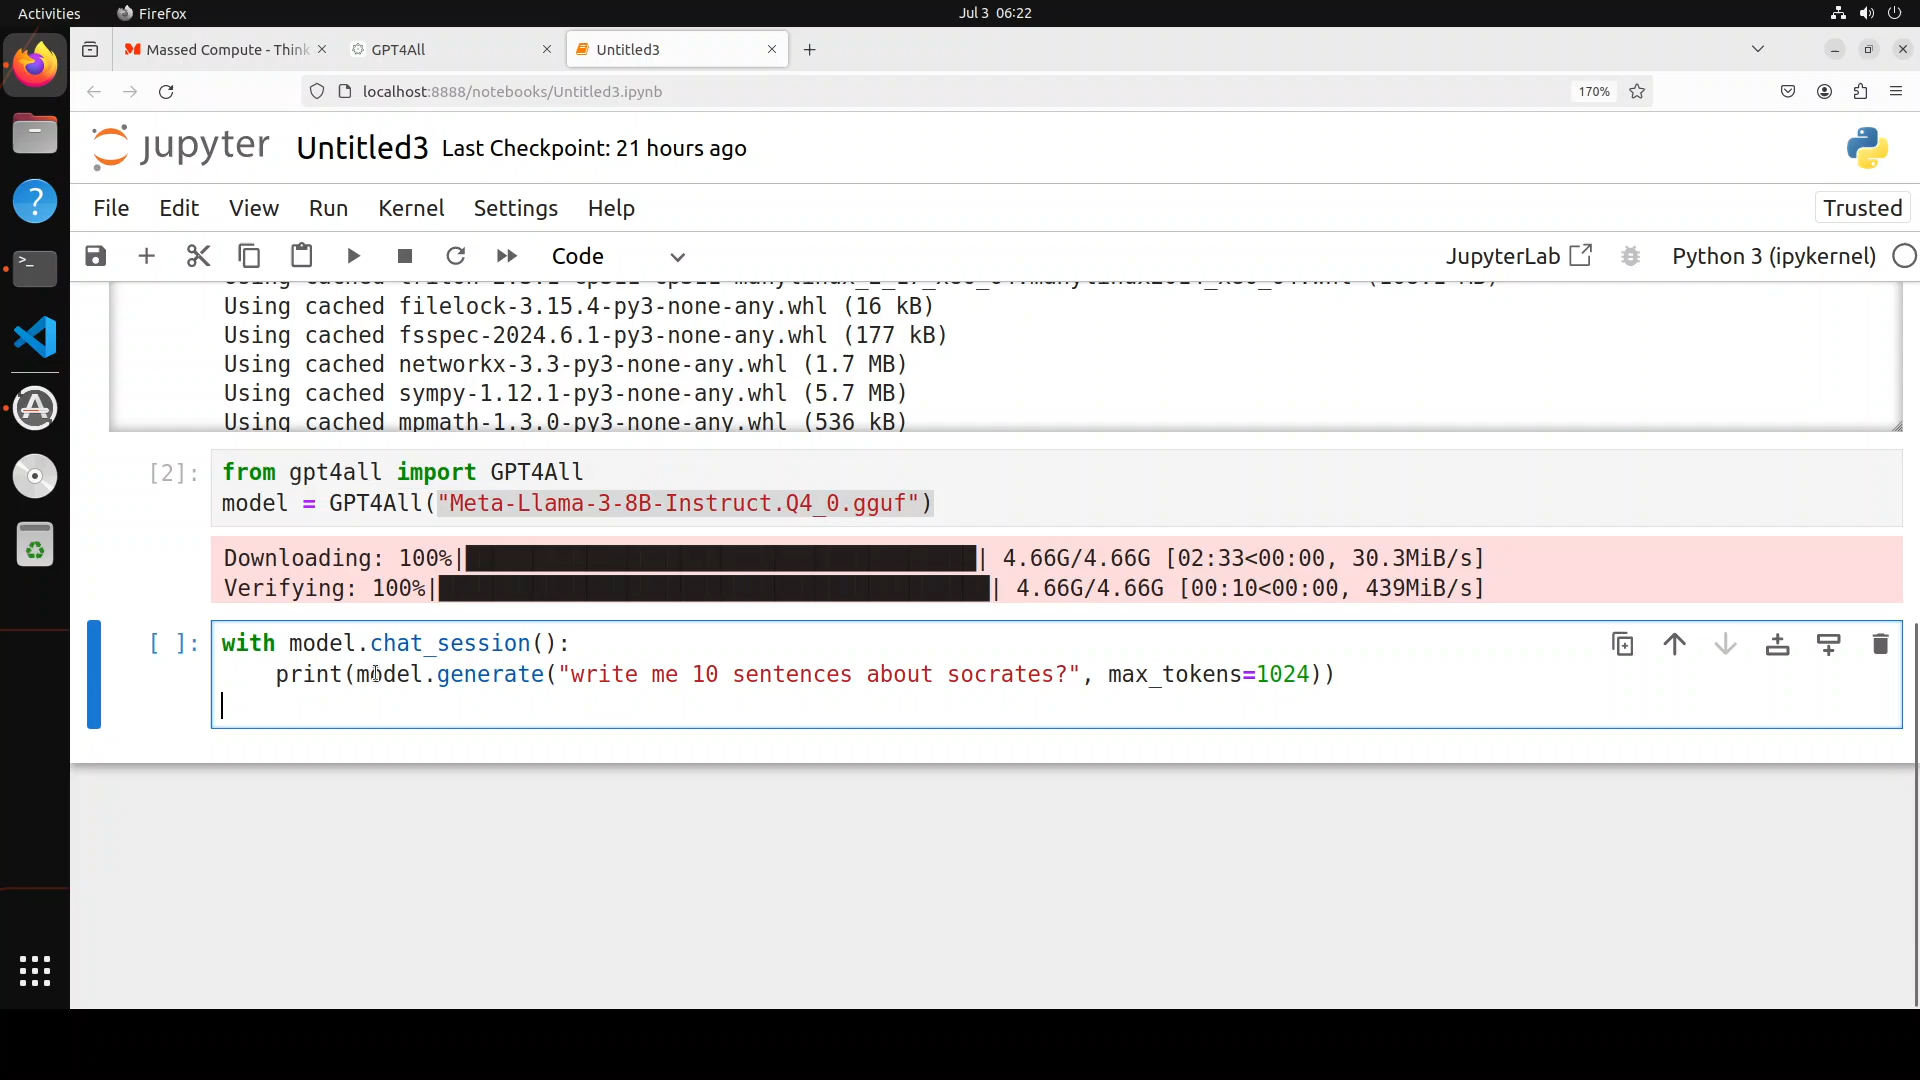 Activities Firefox Jul 3 06:22
Massed Compute - Think GPT4All Untitled3
localhost:8888/notebooks/Untitled3.ipynb 170%
jupyter Untitled3 Last Checkpoint: 21 hours ago
File Edit View Run Kernel Settings Help Trusted
Code JupyterLab Python 3 (ipykernel)
Using cached filelock-3.15.4-py3-none-any.whl (16 kB)
Using cached fsspec-2024.6.1-py3-none-any.whl (177 kB)
Using cached networkx-3.3-py3-none-any.whl (1.7 MB)
Using cached sympy-1.12.1-py3-none-any.whl (5.7 MB)
Using cached mpmath-1.3.0-py3-none-any.whl (536 kB)
[2]: from gpt4all import GPT4All
model = GPT4All("Meta-Llama-3-8B-Instruct.Q4_0.gguf")
Downloading: 100%| | 4.66G/4.66G [02:33<00:00, 30.3MiB/s]
Verifying: 100%| | 4.66G/4.66G [00:10<00:00, 439MiB/s]
[ ]: with model.chat_session():
print(model.generate("write me 10 sentences about socrates?", max_tokens=1024))